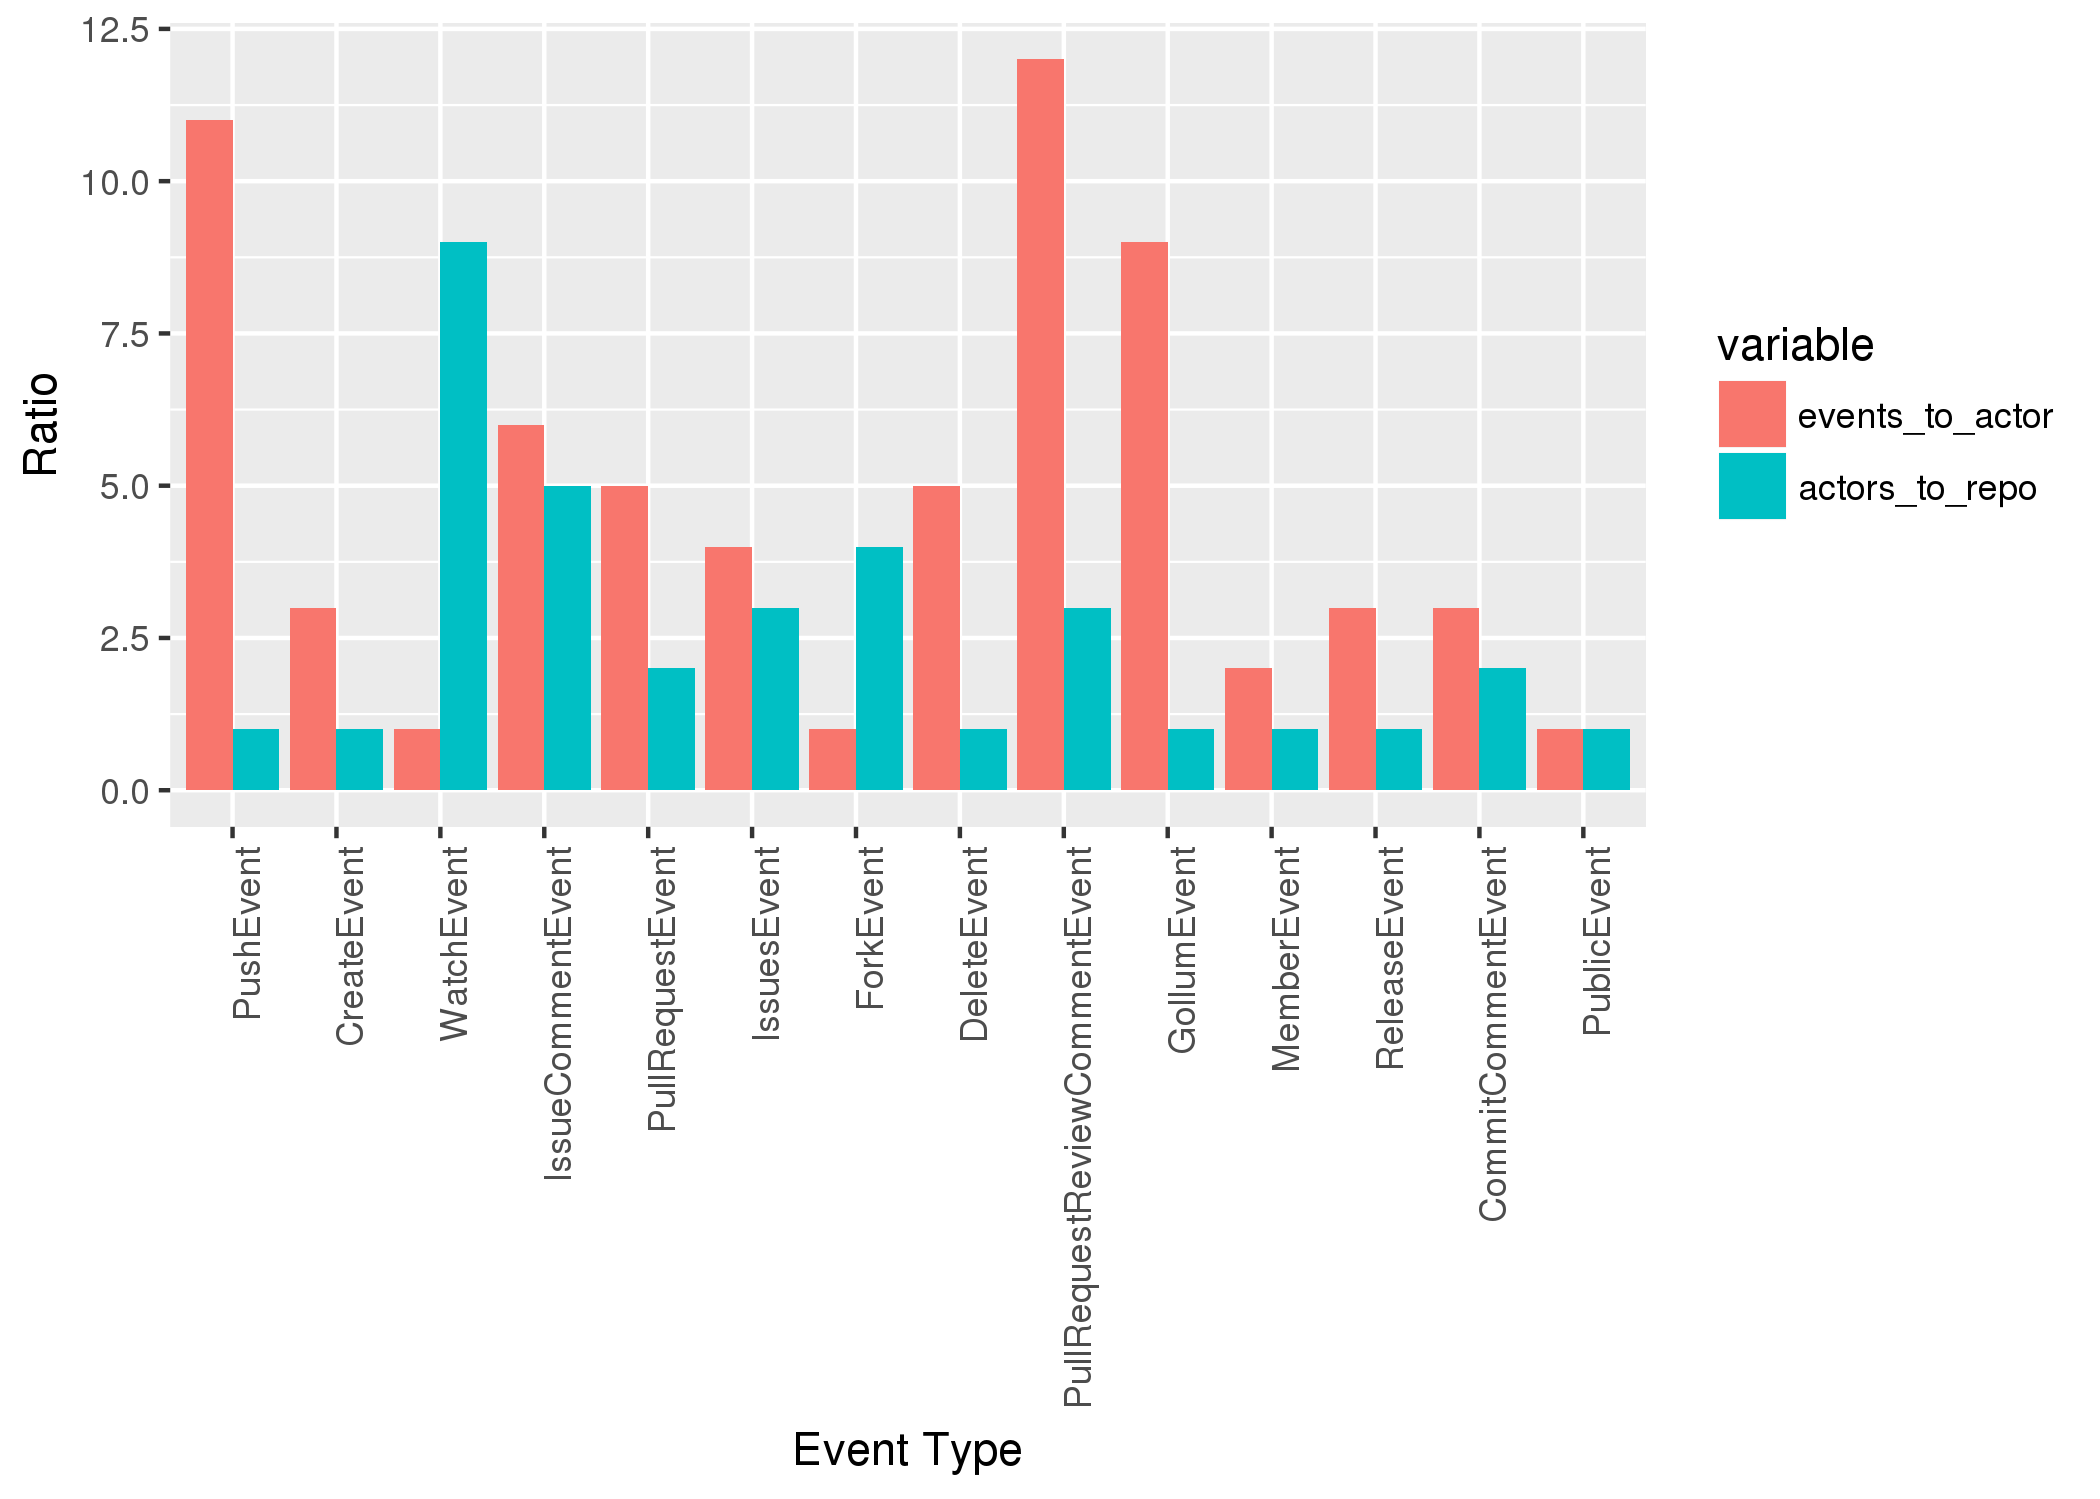 12.5
10.0
7.5
5.0
2.5
0.0
Ratio
PushEvent
CreateEvent
WatchEvent
IssueCommentEvent
PullRequestEvent
IssuesEvent
ForkEvent
DeleteEvent
PullRequestReviewCommentEvent
GollumEvent
MemberEvent
ReleaseEvent
CommitCommentEvent
PublicEvent
Event Type
variable
events_to_actor
actors_to_repo